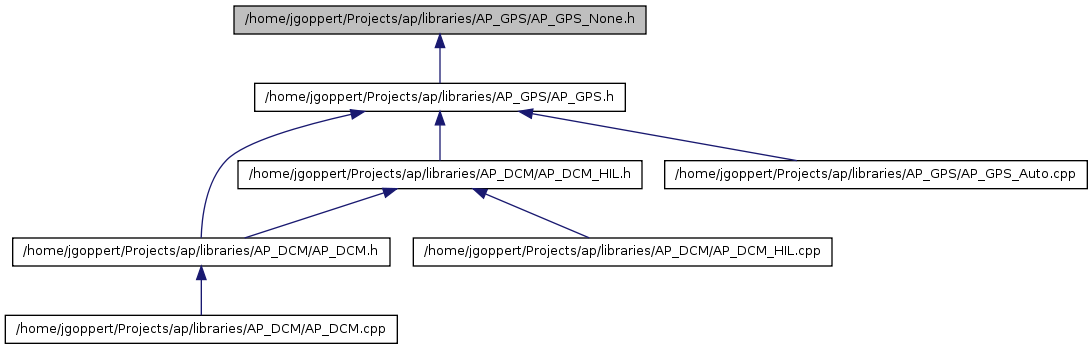 /home/jgoppert/Projects/ap/libraries/AP_GPS/AP_GPS_None.h
/home/jgoppert/Projects/ap/libraries/AP_GPS/AP_GPS.h
/home/jgoppert/Projects/ap/libraries/AP_DCM/AP_DCM_HIL.h
/home/jgoppert/Projects/ap/libraries/AP_GPS/AP_GPS_Auto.cpp
/home/jgoppert/Projects/ap/libraries/AP_DCM/AP_DCM.h
/home/jgoppert/Projects/ap/libraries/AP_DCM/AP_DCM_HIL.cpp
/home/jgoppert/Projects/ap/libraries/AP_DCM/AP_DCM.cpp